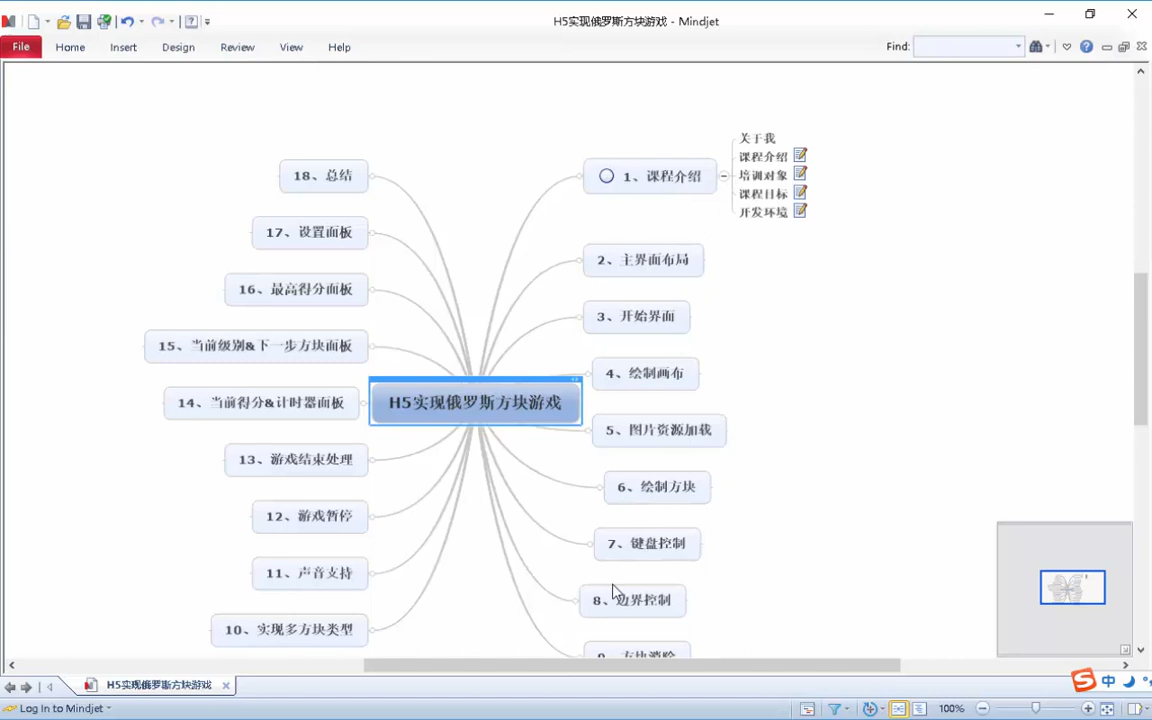 H5实现俄罗斯方块游戏 - Mindjet
File Home Insert Design Review View Help
Find:
关于我
课程介绍
培训对象
课程目标
开发环境
1、课程介绍
2、主界面布局
3、开始界面
4、绘制画布
5、图片资源加载
6、绘制方块
7、键盘控制
8、边界控制
9、方块消除
18、总结
17、设置面板
16、最高得分面板
15、当前级别&下一步方块面板
14、当前得分&计时器面板
13、游戏结束处理
12、游戏暂停
11、声音支持
10、实现多方块类型
H5实现俄罗斯方块游戏
H5实现俄罗斯方块游戏
中
Log In to Mindjet
100%